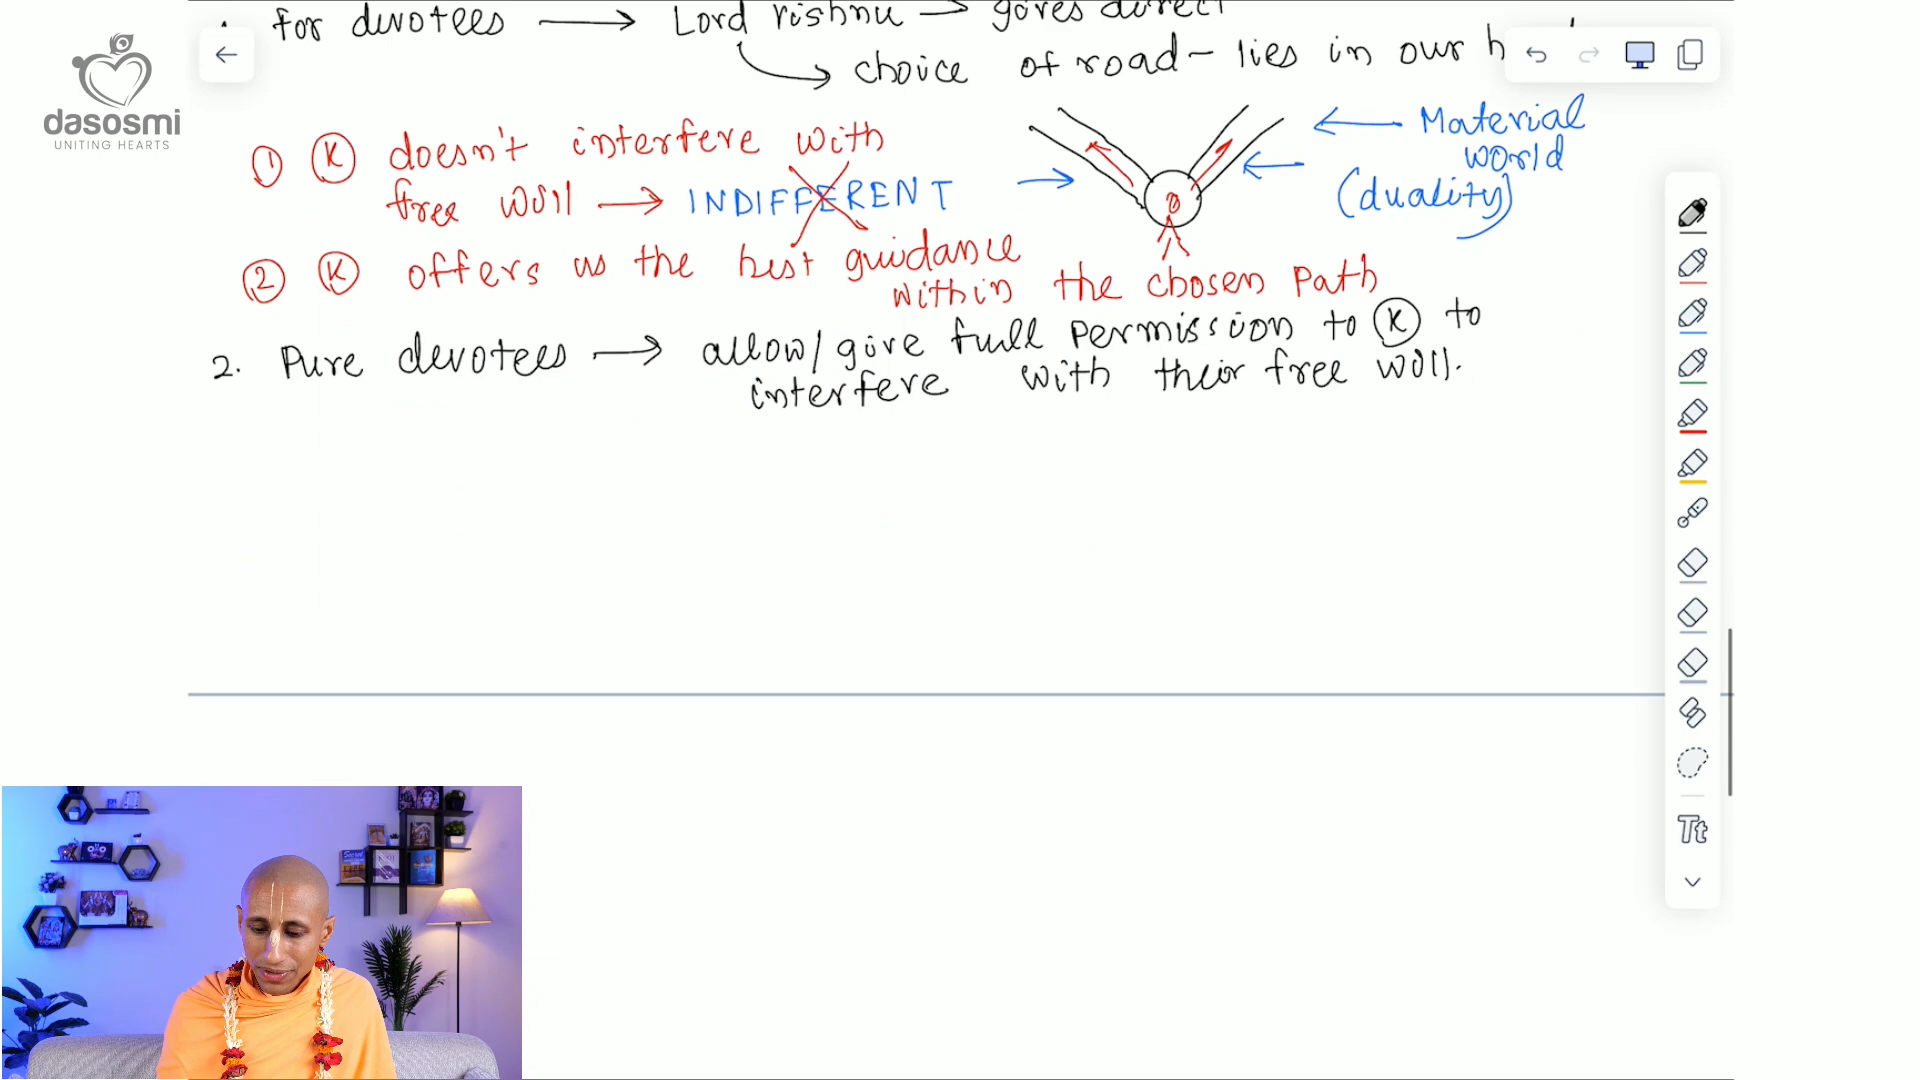 for devotees → Lord Vishnu → gives direct
choice of road - lies in our
dasosmi
UNITING HEARTS
① Ⓚ doesn't interfere with
free will → INDIFFERENT
← Material
world
(duality)
② Ⓚ offers us the best guidance
within the chosen path
2. Pure devotees → allow/give full permission to Ⓚ to
interfere with their free will.
Tt